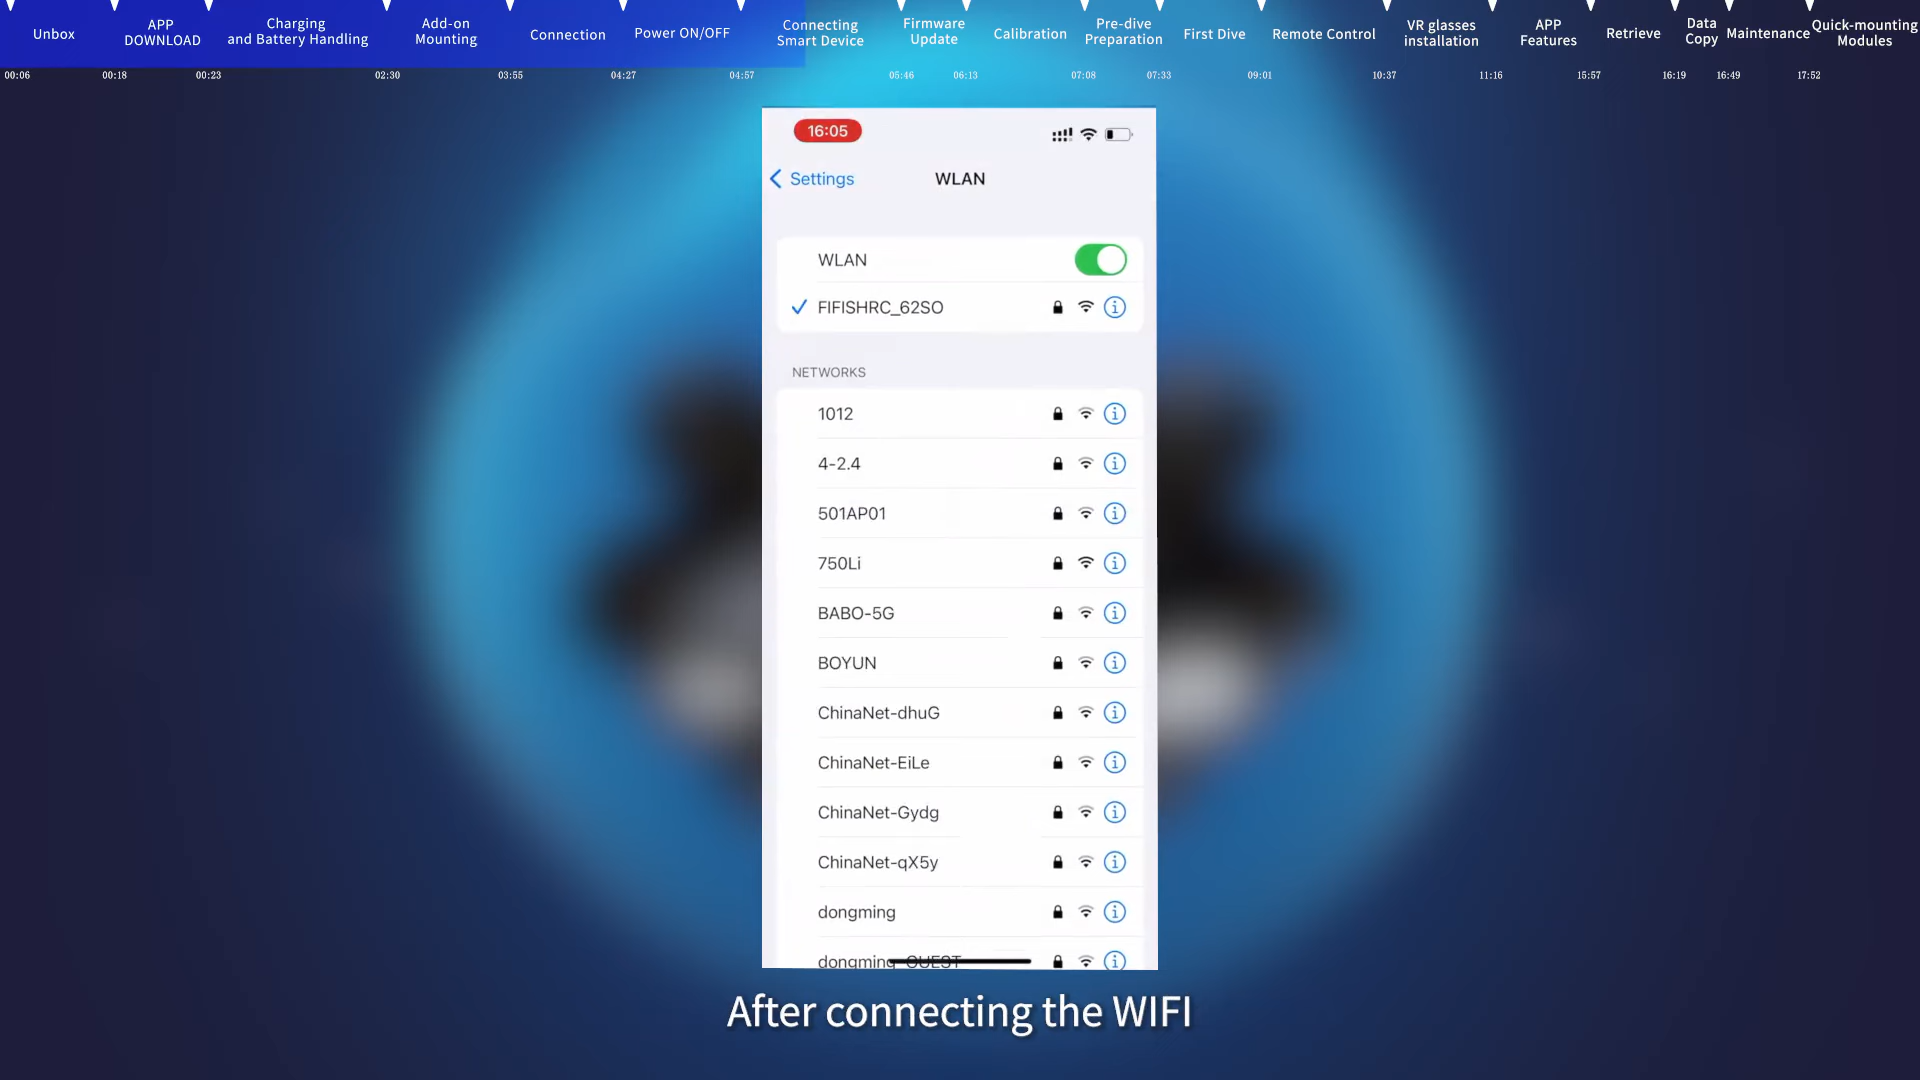 Unbox
APP
DOWNLOAD
Charging
and Battery Handling
Add-on
Mounting
Connection
Power ON/OFF
Connecting
Smart Device
Firmware
Update
Calibration
Pre-dive
Preparation
First Dive
Remote Control
VR glasses
installation
APP
Features
Retrieve
Data
Copy
Maintenance
Quick-mounting
Modules
00:06
00:18
00:23
02:30
03:55
04:27
04:57
05:46
06:13
07:08
07:33
09:01
10:37
11:16
15:57
16:19
16:49
17:52
16:05
Settings
WLAN
WLAN
FIFISHRC_62SO
NETWORKS
1012
4-2.4
501AP01
750Li
BABO-5G
BOYUN
ChinaNet-dhuG
ChinaNet-EiLe
ChinaNet-Gydg
ChinaNet-qX5y
dongming
dongming-GUEST
After connecting the WIFI